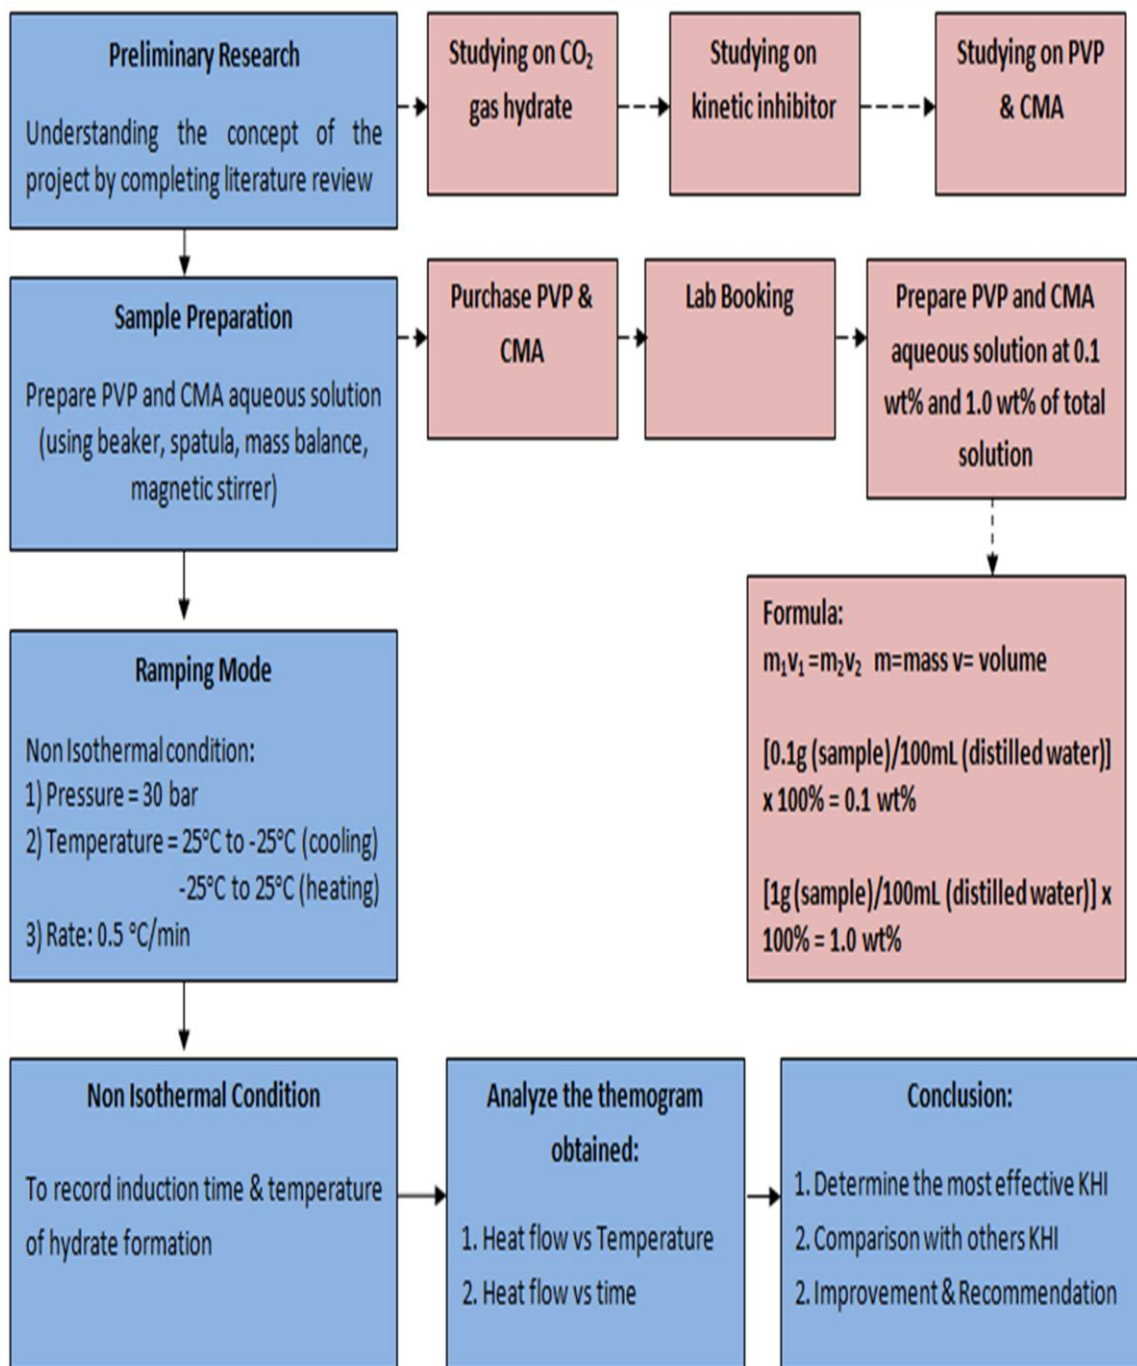 Preliminary Research
Understanding the concept of the
project by completing literature review
Studying on CO₂
gas hydrate
Studying on
kinetic inhibitor
Studying on PVP
& CMA
Sample Preparation
Prepare PVP and CMA aqueous solution
(using beaker, spatula, mass balance,
magnetic stirrer)
Purchase PVP &
CMA
Lab Booking
Prepare PVP and CMA
aqueous solution at 0.1
wt% and 1.0 wt% of total
solution
Formula:
m₁v₁ =m₂v₂ m=mass v= volume
[0.1g (sample)/100mL (distilled water)]
x 100% = 0.1 wt%
[1g (sample)/100mL (distilled water)] x
100% = 1.0 wt%
Ramping Mode
Non Isothermal condition:
1) Pressure = 30 bar
2) Temperature = 25°C to -25°C (cooling)
-25°C to 25°C (heating)
3) Rate: 0.5 °C/min
Non Isothermal Condition
To record induction time & temperature
of hydrate formation
Analyze the themogram
obtained:
1. Heat flow vs Temperature
2. Heat flow vs time
Conclusion:
1. Determine the most effective KHI
2. Comparison with others KHI
2. Improvement & Recommendation